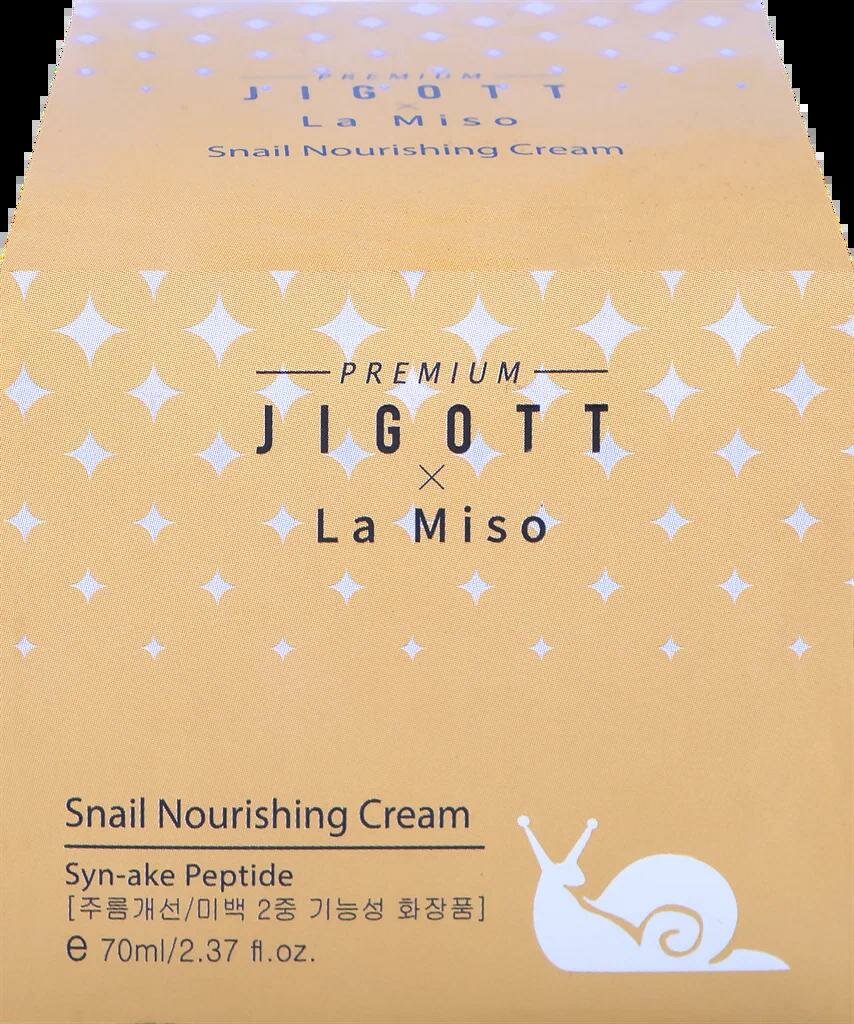 PREMIUM
JIGOTT
×
La Miso
Snail Nourishing Cream
PREMIUM
JIGOTT
×
La Miso
Snail Nourishing Cream
Syn-ake Peptide
[주름개선/미백 2중 기능성 화장품]
e 70ml/2.37 fl.oz.